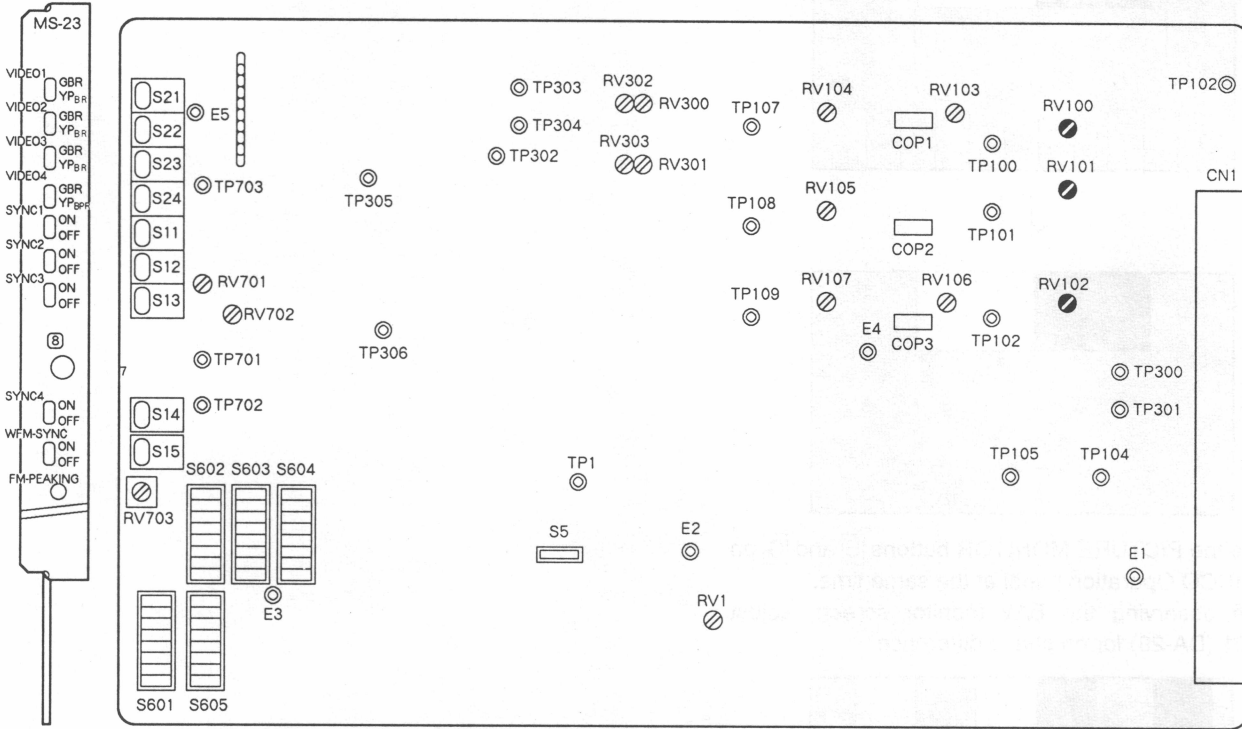 MS-23
VIDEO1
GBR
YPBR
VIDEO2
GBR
YPBR
VIDEO3
GBR
YPBR
VIDEO4
GBR
YPBPR
SYNC1
ON
OFF
SYNC2
ON
OFF
SYNC3
ON
OFF
8
SYNC4
ON
OFF
WFM-SYNC
ON
OFF
FM-PEAKING
S21
S22
S23
S24
S11
S12
S13
7
S14
S15
RV703
E5
TP703
RV701
RV702
TP701
TP702
S602 S603 S604
E3
S601 S605
TP305
TP306
TP303
TP304
TP302
RV302
RV300
RV303
RV301
TP107
TP108
TP109
RV104
RV105
RV107
RV103
COP1
COP2
RV106
COP3
E4
TP100
TP101
TP102
RV100
RV101
RV102
TP102
CN1
TP300
TP301
TP105 TP104
TP1
S5
E2
RV1
E1